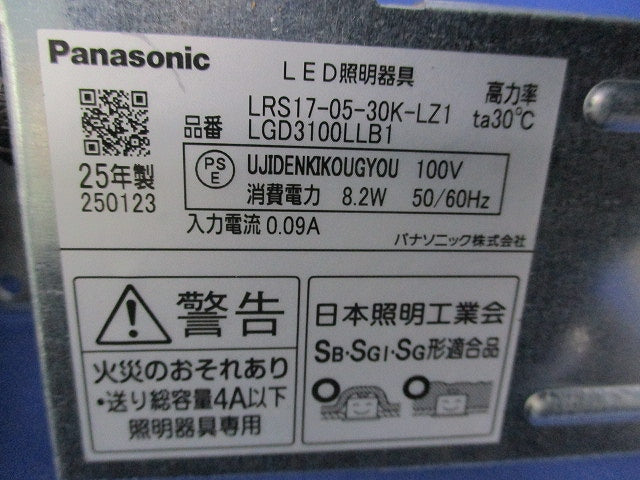 Panasonic
LED照明器具
品番
LRS17-05-30K-LZ1
LGD3100LLB1
高力率
ta30℃
PS
E
UJIDENKIKOUGYOU 100V
消費電力 8.2W 50/60Hz
25年製
250123
入力電流 0.09A
パナソニック株式会社
警告
火災のおそれあり
・送り総容量4A以下
照明器具専用
日本照明工業会
SB・SGI・SG形適合品